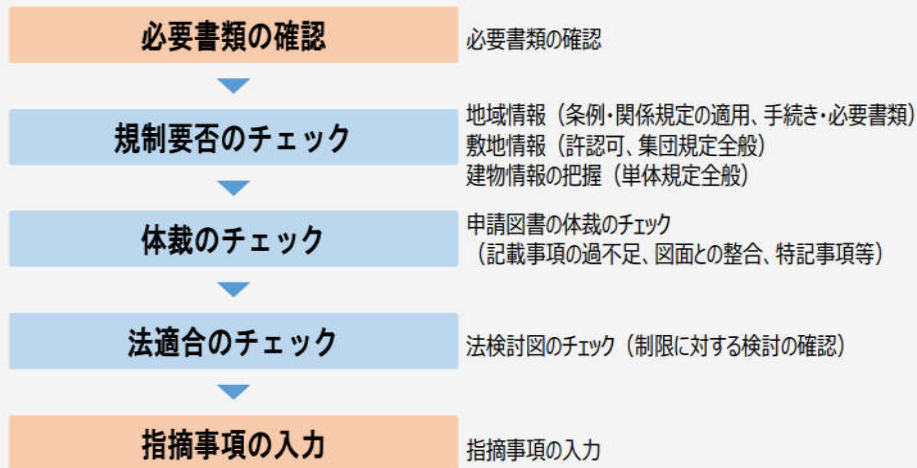 必要書類の確認
必要書類の確認
規制要否のチェック
地域情報（条例・関係規定の適用、手続き・必要書類）
敷地情報（許認可、集団規定全般）
建物情報の把握（単体規定全般）
体裁のチェック
申請図書の体裁のチェック
（記載事項の過不足、図面との整合、特記事項等）
法適合のチェック
法検討図のチェック（制限に対する検討の確認）
指摘事項の入力
指摘事項の入力